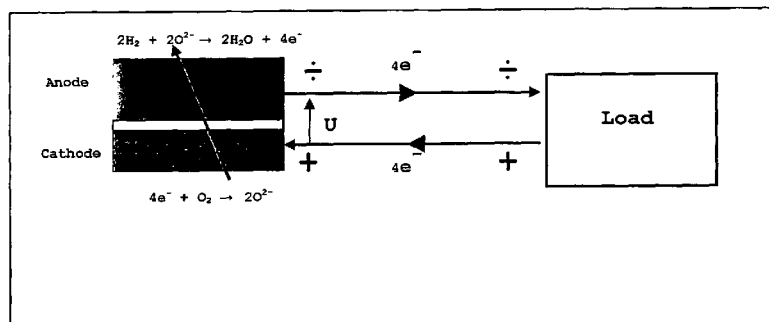 2H₂ + 2O²⁻ → 2H₂O + 4e⁻
Anode
÷ 4e⁻ ÷
U
Load
Cathode
+ 4e⁻ +
4e⁻ + O₂ → 2O²⁻